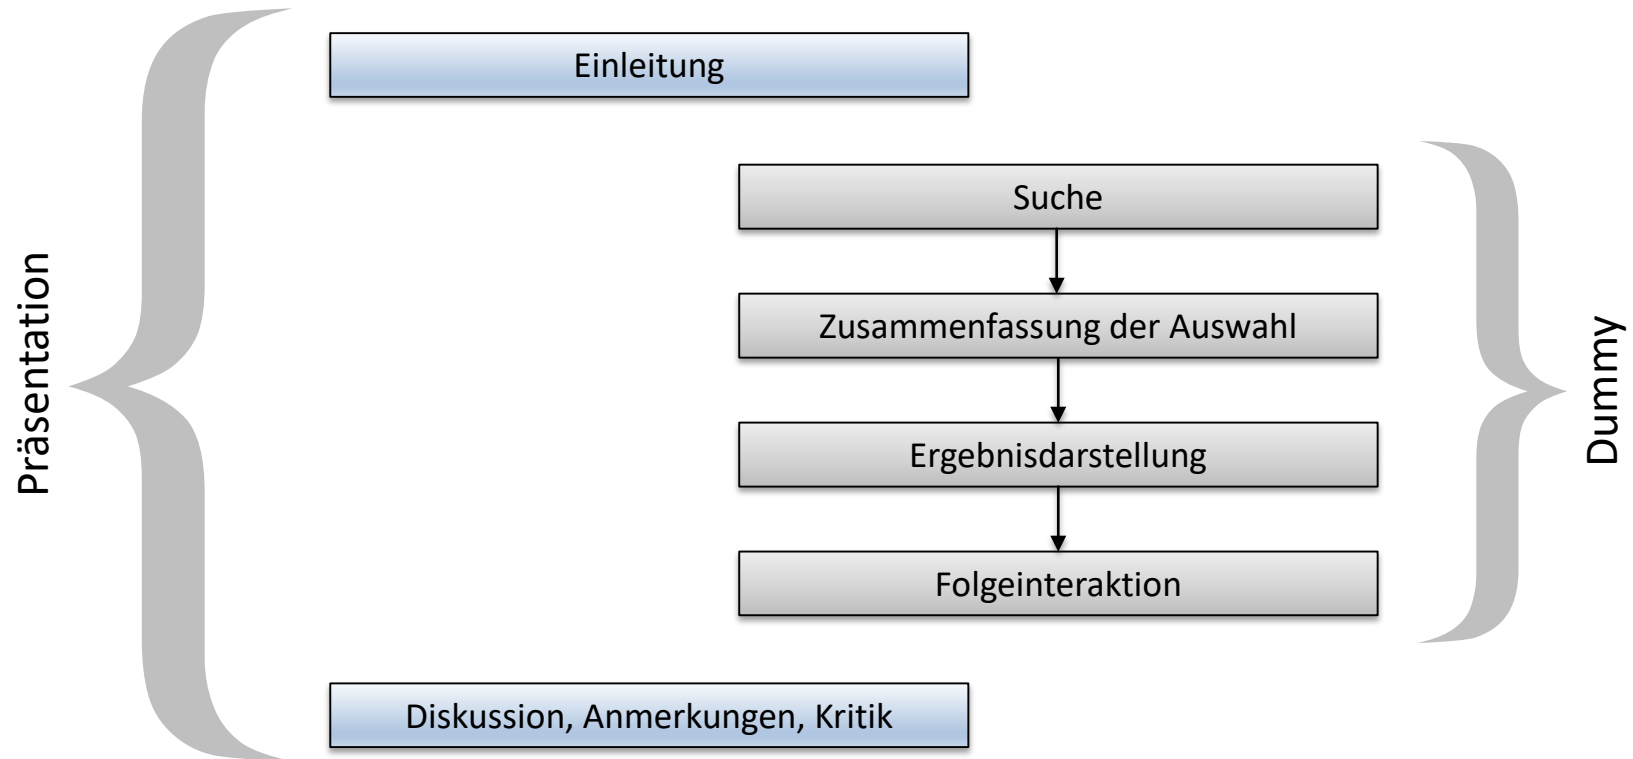 Präsentation
Einleitung
Suche
Zusammenfassung der Auswahl
Ergebnisdarstellung
Folgeinteraktion
Diskussion, Anmerkungen, Kritik
Dummy